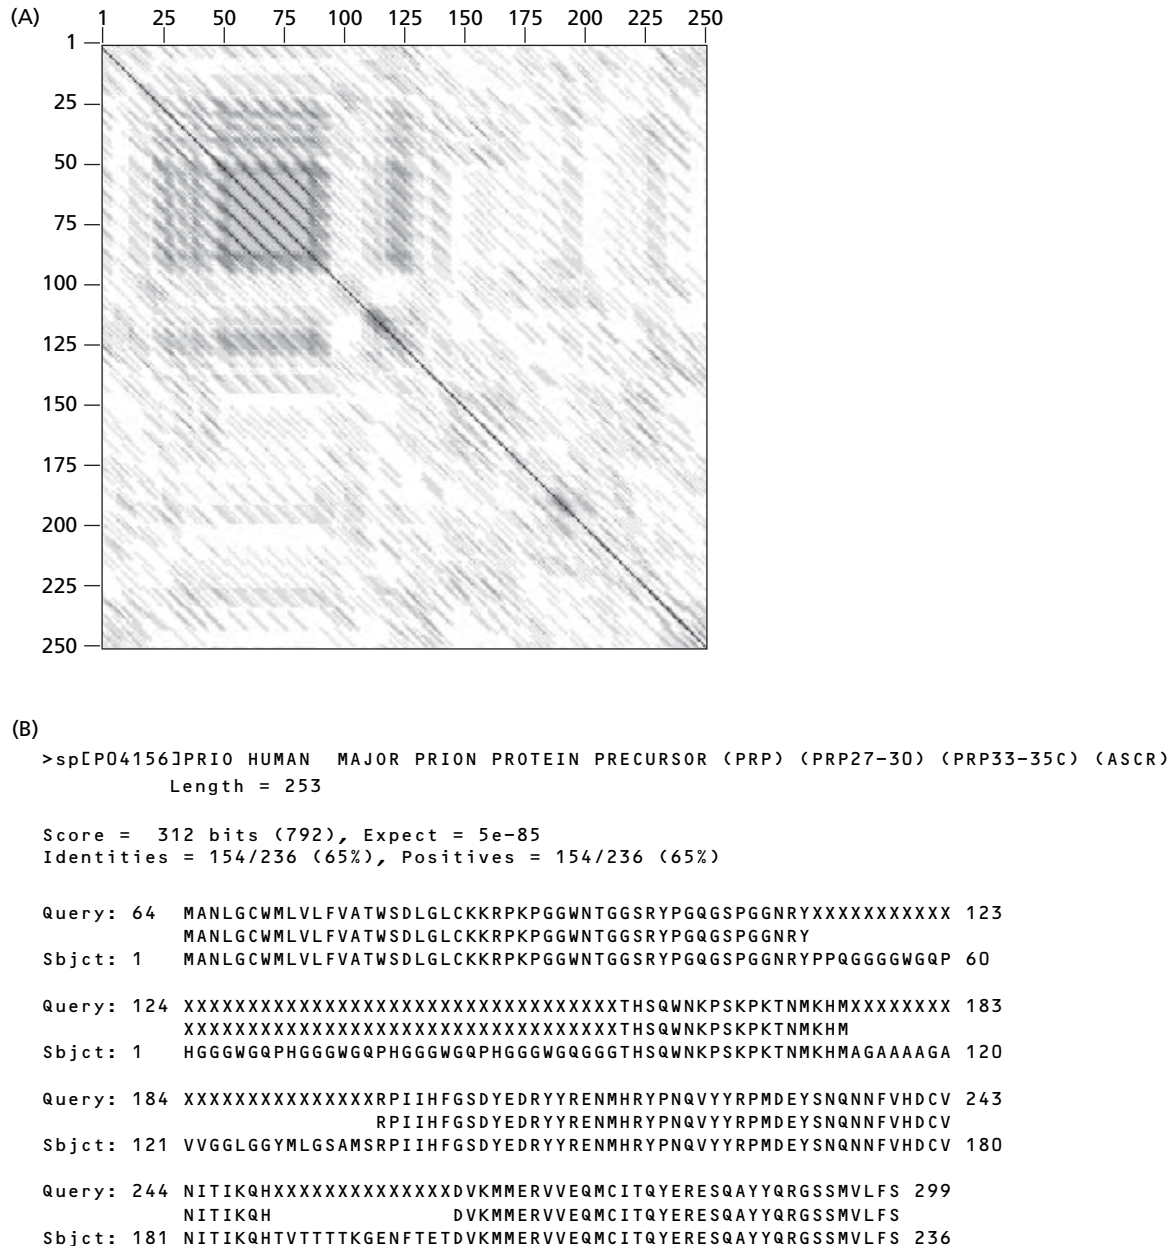 (A)
1 25 50 75 100 125 150 175 200 225 250
1
25
50
75
100
125
150
175
200
225
250
(B)
>sp[P04156]PRIO HUMAN MAJOR PRION PROTEIN PRECURSOR (PRP) (PRP27-30) (PRP33-35C) (ASCR)
Length = 253
Score = 312 bits (792), Expect = 5e-85
Identities = 154/236 (65%), Positives = 154/236 (65%)
Query: 64 MANLGCWMLVLFVATWSDLGLCKKRPKPGGWNTGGSRYPGQGSPGGNRYXXXXXXXXXXX 123
MANLGCWMLVLFVATWSDLGLCKKRPKPGGWNTGGSRYPGQGSPGGNRY
Sbjct: 1 MANLGCWMLVLFVATWSDLGLCKKRPKPGGWNTGGSRYPGQGSPGGNRYPPQGGGGWGQP 60
Query: 124 XXXXXXXXXXXXXXXXXXXXXXXXXXXXXXXXXXTHSQWNKPSKPKTNMKHMXXXXXXXX 183
XXXXXXXXXXXXXXXXXXXXXXXXXXXXXXXXXXTHSQWNKPSKPKTNMKHM
Sbjct: 1 HGGGWGQPHGGGWGQPHGGGWGQPHGGGWGQGGGTHSQWNKPSKPKTNMKHMAGAAAAGA 120
Query: 184 XXXXXXXXXXXXXXXRPIIHFGSDYEDRYYRENMHRYPNQVYYRPMDEYSNQNNFVHDCV 243
RPIIHFGSDYEDRYYRENMHRYPNQVYYRPMDEYSNQNNFVHDCV
Sbjct: 121 VVGGLGGYMLGSAMSRPIIHFGSDYEDRYYRENMHRYPNQVYYRPMDEYSNQNNFVHDCV 180
Query: 244 NITIKQHXXXXXXXXXXXXXXDVKMMERVVEQMCITQYERESQAYYQRGSSMVLFS 299
NITIKQH DVKMMERVVEQMCITQYERESQAYYQRGSSMVLFS
Sbjct: 181 NITIKQHTVTTTTKGENFTETDVKMMERVVEQMCITQYERESQAYYQRGSSMVLFS 236